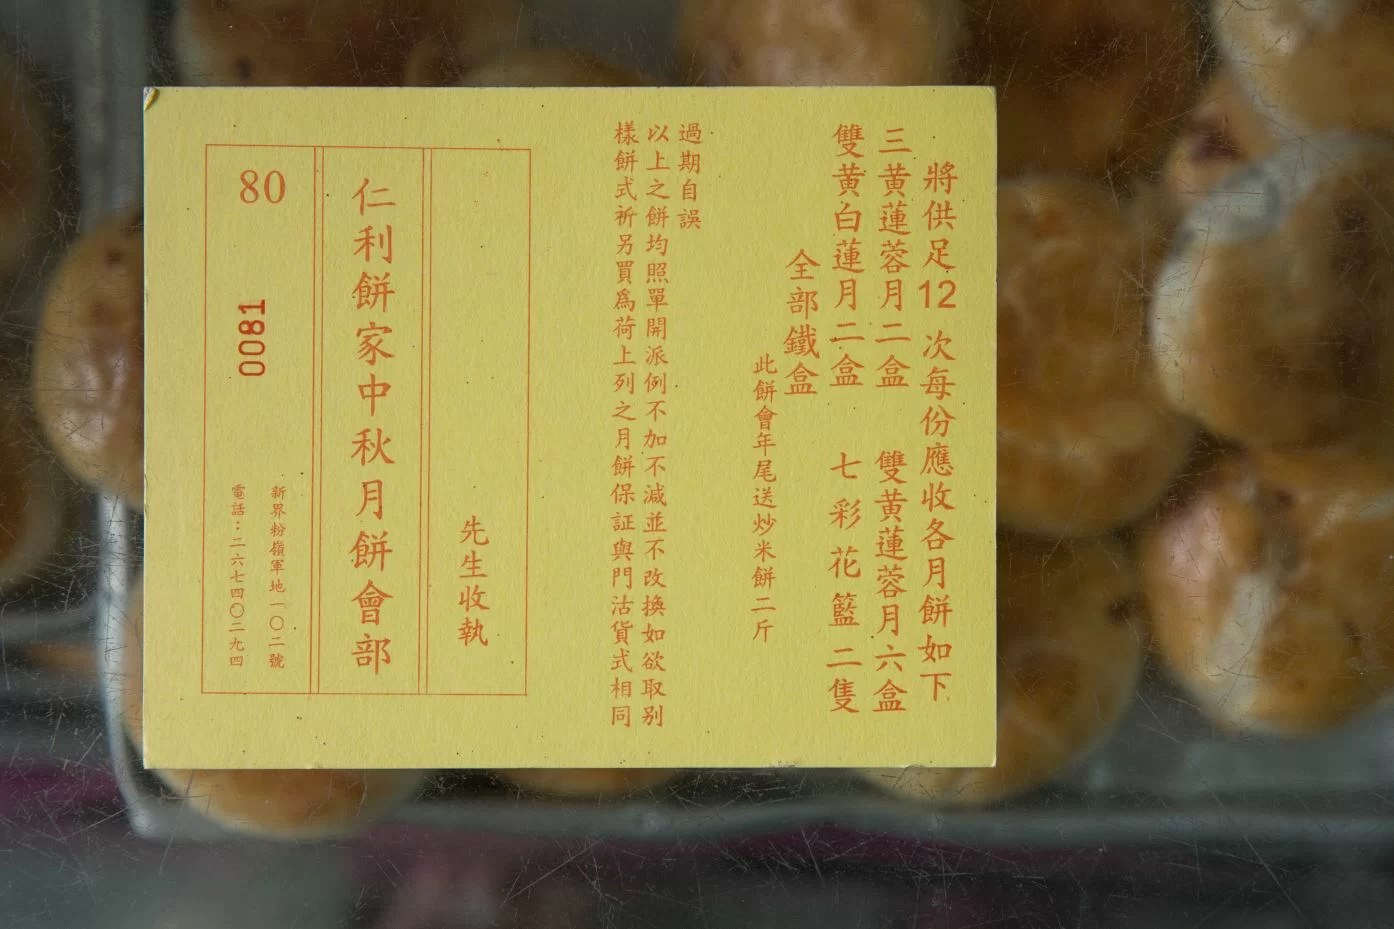 將供足12次每份應收各月餅如下
三黃蓮蓉月二盒 雙黃蓮蓉月六盒
雙黃白蓮月二盒 七彩花籃二隻
全部鐵盒
此餅會年尾送炒米餅二斤
過期自誤
以上之餅均照單開派例不加不減並不改換如欲取別
樣餅式祈另買爲荷上列之月餅保証與門沽貨式相同
先生收執
仁利餅家中秋月餅會部
80
0081
新界粉嶺軍地一〇二號
電話：二六七四〇二九四